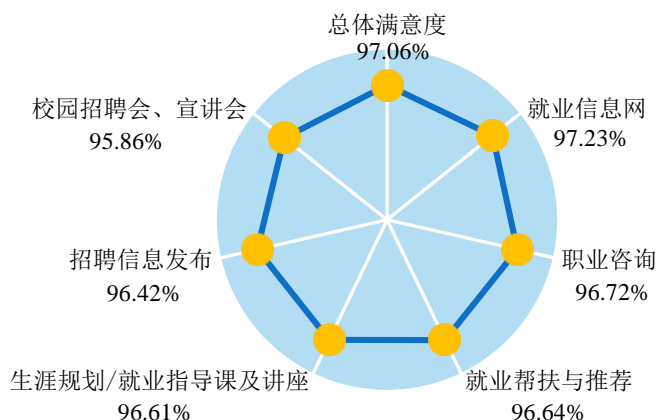 总体满意度
97.06%
校园招聘会、宣讲会
95.86%
就业信息网
97.23%
招聘信息发布
96.42%
职业咨询
96.72%
生涯规划/就业指导课及讲座
96.61%
就业帮扶与推荐
96.64%